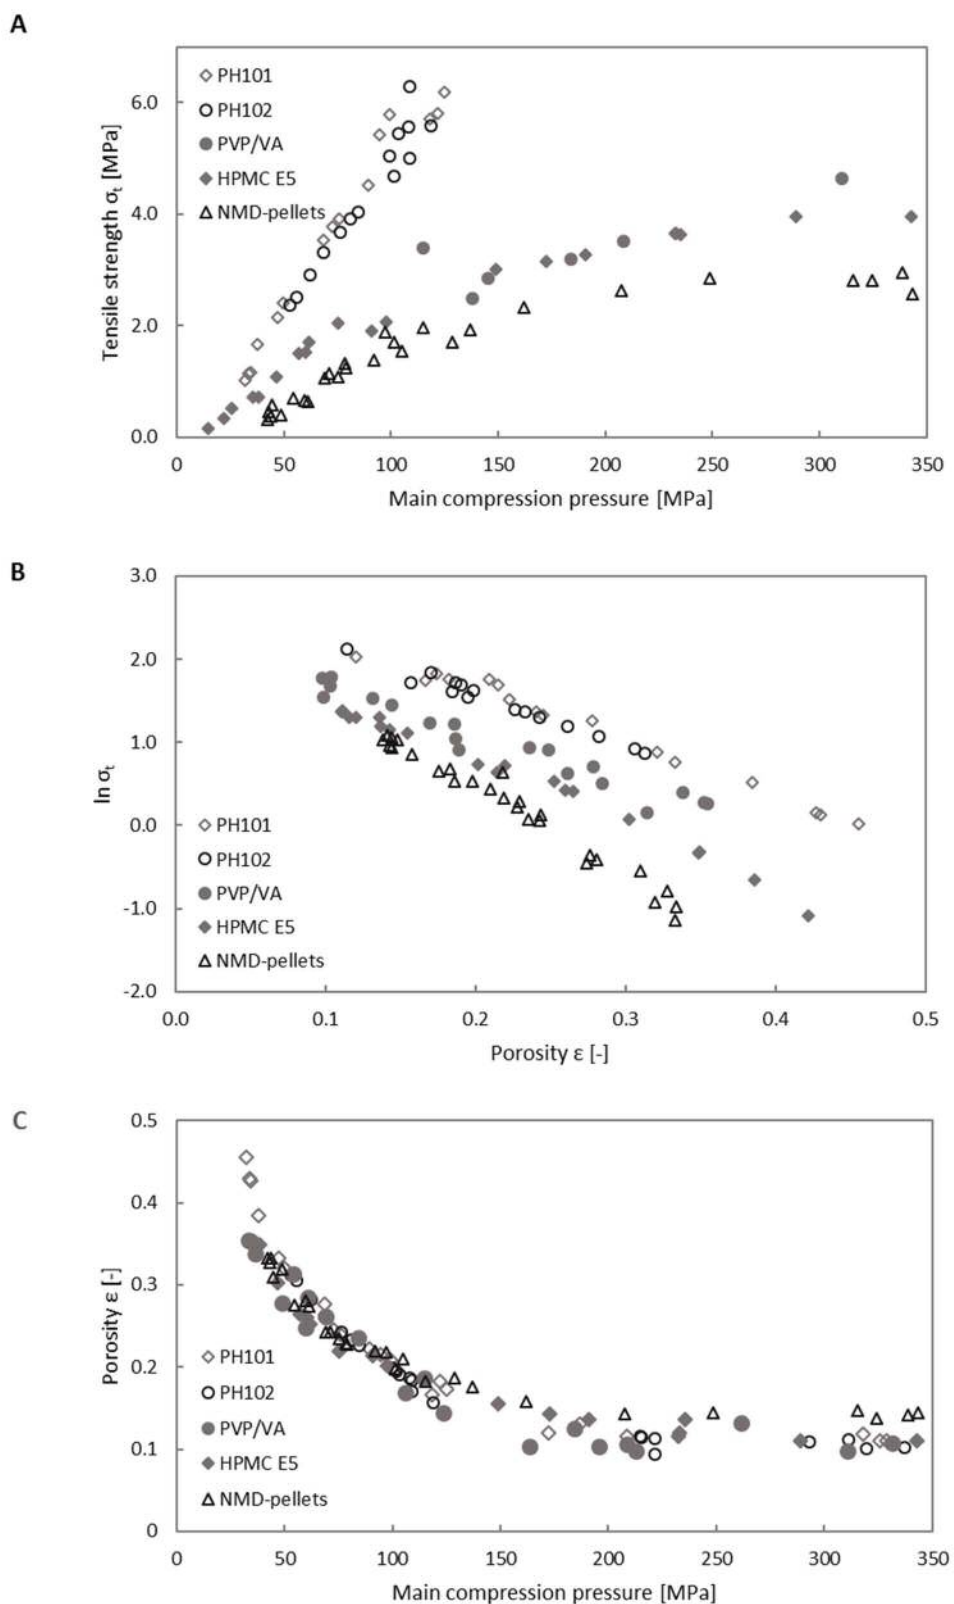 A
Tensile strength σt [MPa]
6.0
4.0
2.0
0.0
PH101
PH102
PVP/VA
HPMC E5
NMD-pellets
0 50 100 150 200 250 300 350
Main compression pressure [MPa]
B
ln σt
3.0
2.0
1.0
0.0
-1.0
-2.0
PH101
PH102
PVP/VA
HPMC E5
NMD-pellets
0.0 0.1 0.2 0.3 0.4 0.5
Porosity ε [-]
C
Porosity ε [-]
0.5
0.4
0.3
0.2
0.1
0
PH101
PH102
PVP/VA
HPMC E5
NMD-pellets
0 50 100 150 200 250 300 350
Main compression pressure [MPa]